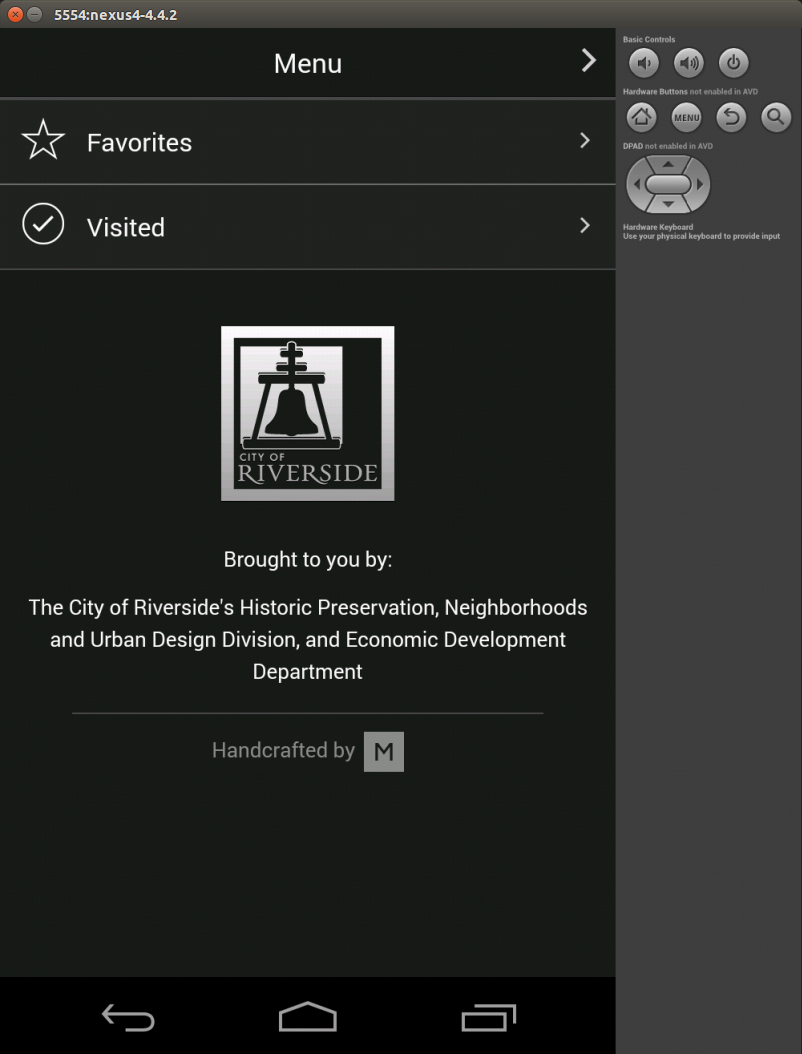 5554:nexus4-4.4.2
Menu
Favorites
Visited
CITY OF
RIVERSIDE
Brought to you by:
The City of Riverside's Historic Preservation, Neighborhoods
and Urban Design Division, and Economic Development
Department
Handcrafted by M
Basic Controls
Hardware Buttons not enabled in AVD
MENU
DPAD not enabled in AVD
Hardware Keyboard
Use your physical keyboard to provide input